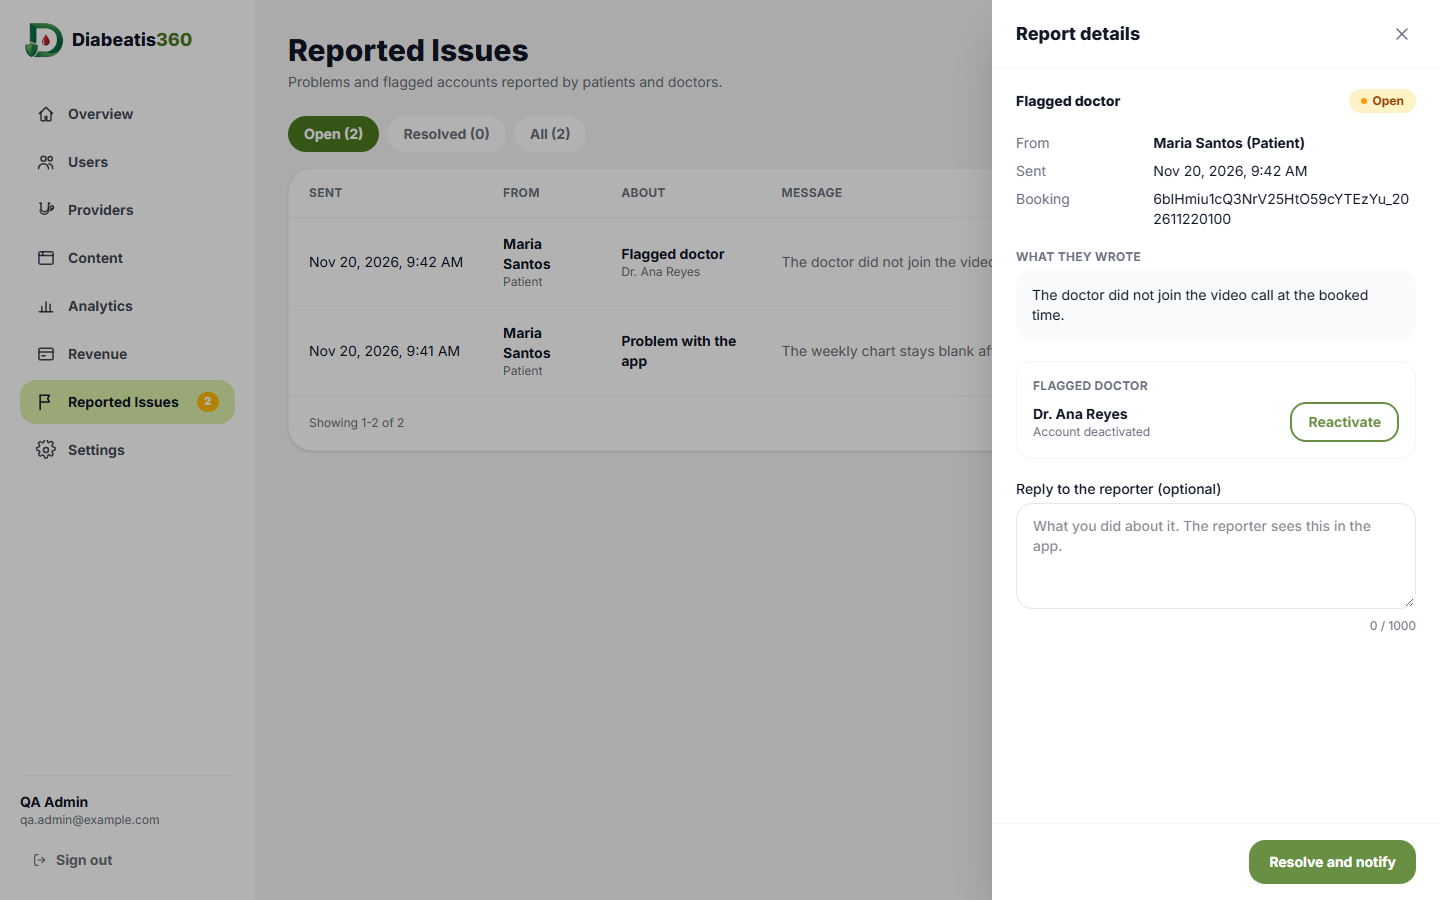 Diabeatis360
Overview
Users
Providers
Content
Analytics
Revenue
Reported Issues 2
Settings
QA Admin
qa.admin@example.com
Sign out
Reported Issues
Problems and flagged accounts reported by patients and doctors.
Open (2) Resolved (0) All (2)
SENT FROM ABOUT MESSAGE
Nov 20, 2026, 9:42 AM Maria Santos Patient Flagged doctor Dr. Ana Reyes The doctor did not join the video
Nov 20, 2026, 9:41 AM Maria Santos Patient Problem with the app The weekly chart stays blank af
Showing 1-2 of 2
Report details
Flagged doctor Open
From Maria Santos (Patient)
Sent Nov 20, 2026, 9:42 AM
Booking 6bIHmiu1cQ3NrV25HtO59cYTEzYu_20
2611220100
WHAT THEY WROTE
The doctor did not join the video call at the booked
time.
FLAGGED DOCTOR
Dr. Ana Reyes
Account deactivated
Reactivate
Reply to the reporter (optional)
What you did about it. The reporter sees this in the
app.
0 / 1000
Resolve and notify